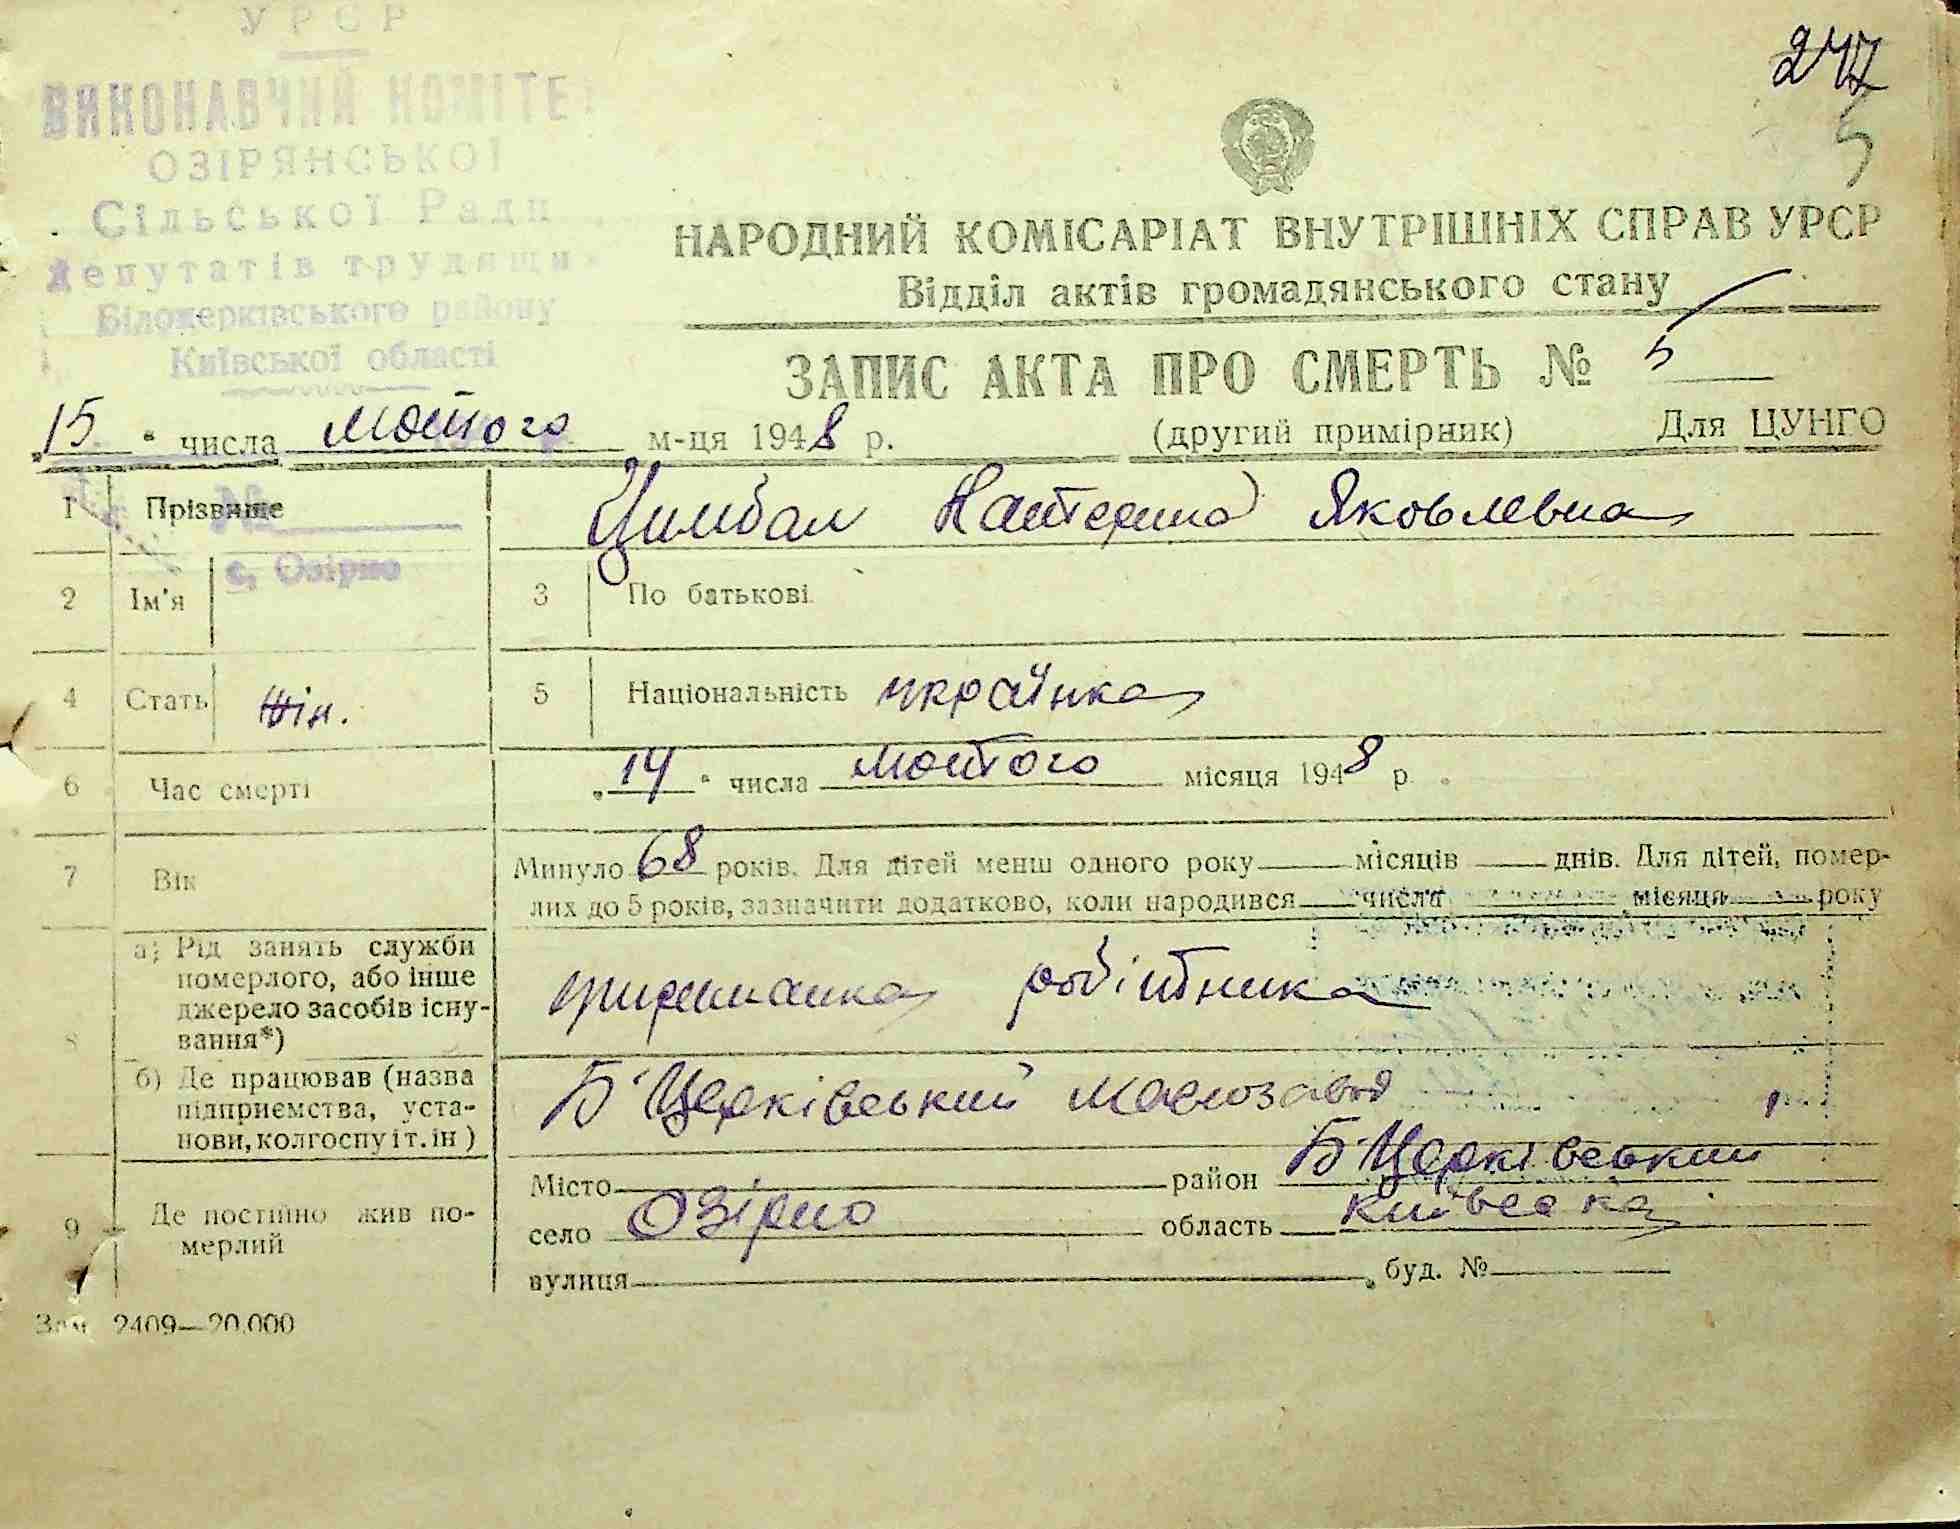 УРСР
ВИКОНАВЧИЙ КОМІТЕ
ОЗІРЯНСЬКОЇ
Сільської Ради
депутатів трудящи
Білоцерківського району
Київської області
с. Озірно
247
5
НАРОДНИЙ КОМІСАРІАТ ВНУТРІШНІХ СПРАВ УРСР
Відділ актів громадянського стану
ЗАПИС АКТА ПРО СМЕРТЬ № 5
„15" числа лютого м-ця 1948 р. (другий примірник) Для ЦУНГО
1 Прізвище Цимбал Катерина Яковлевна
2 Ім'я 3 По батькові
4 Стать жін. 5 Національність українка
6 Час смерті „14" числа лютого місяця 1948 р.
7 Вік Минуло 68 років. Для дітей менш одного року — місяців — днів. Для дітей, помер-
лих до 5 років, зазначити додатково, коли народився — числа місяця року
8 а) Рід занять служби
померлого, або інше
джерело засобів існу-
вання*)
утриманка робітника
б) Де працював (назва
підприємства, уста-
нови, колгоспу і т. ін)
Б-Церківський маслозавод
9 Де постійно жив по-
мерлий
Місто район Б-Церківський
село Озірно область Київська
вулиця буд. №
Зам. 2409—20.000